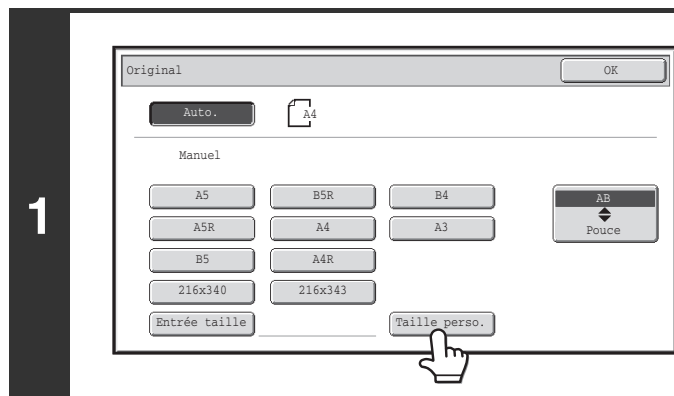 1
Original OK
Auto. A4
Manuel
A5 B5R B4 AB
A5R A4 A3 Pouce
B5 A4R
216x340 216x343
Entrée taille Taille perso.